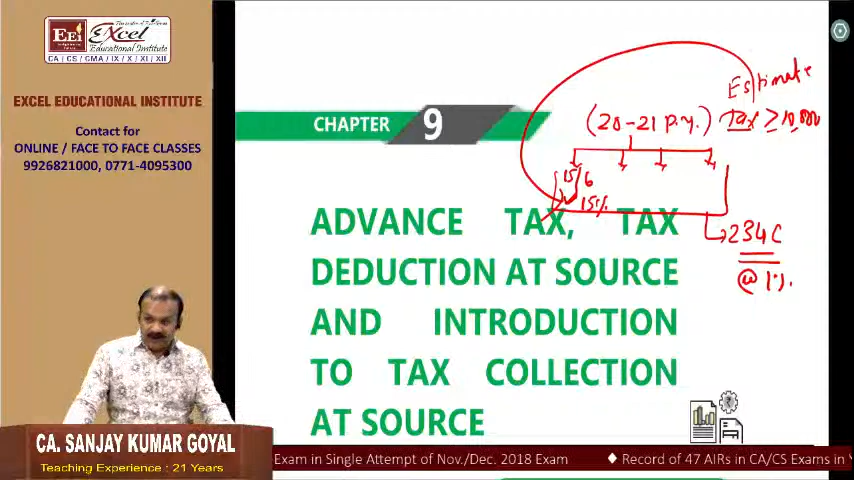 EEI
Excel
Educational Institute
CA / CS / CMA / IX / X / XI / XII
EXCEL EDUCATIONAL INSTITUTE
Contact for
ONLINE / FACE TO FACE CLASSES
9926821000, 0771-4095300
CHAPTER 9
Estimate
(20-21 P.Y.) Tax ≥ 10,000
15/6
15%
234C
@ 1%.
ADVANCE TAX, TAX
DEDUCTION AT SOURCE
AND INTRODUCTION
TO TAX COLLECTION
AT SOURCE
CA. SANJAY KUMAR GOYAL
Teaching Experience : 21 Years
Exam in Single Attempt of Nov./Dec. 2018 Exam ◆ Record of 47 AIRs in CA/CS Exams in